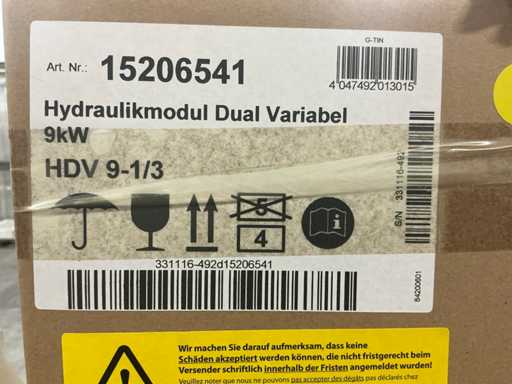 G-TIN
Art. Nr.: 15206541
4 047492 013015
Hydraulikmodul Dual Variabel
9kW
HDV 9-1/3
S/N 331116-492
5
4
331116-492d15206541
84200601
Wir machen Sie darauf aufmerksam, dass keine
Schäden akzeptiert werden können, die nicht fristgerecht beim
Versender schriftlich innerhalb der Fristen angemeldet wurden!
Veuillez noter que nous ne pouvons pas accepter des dégâts pas déclarés chez